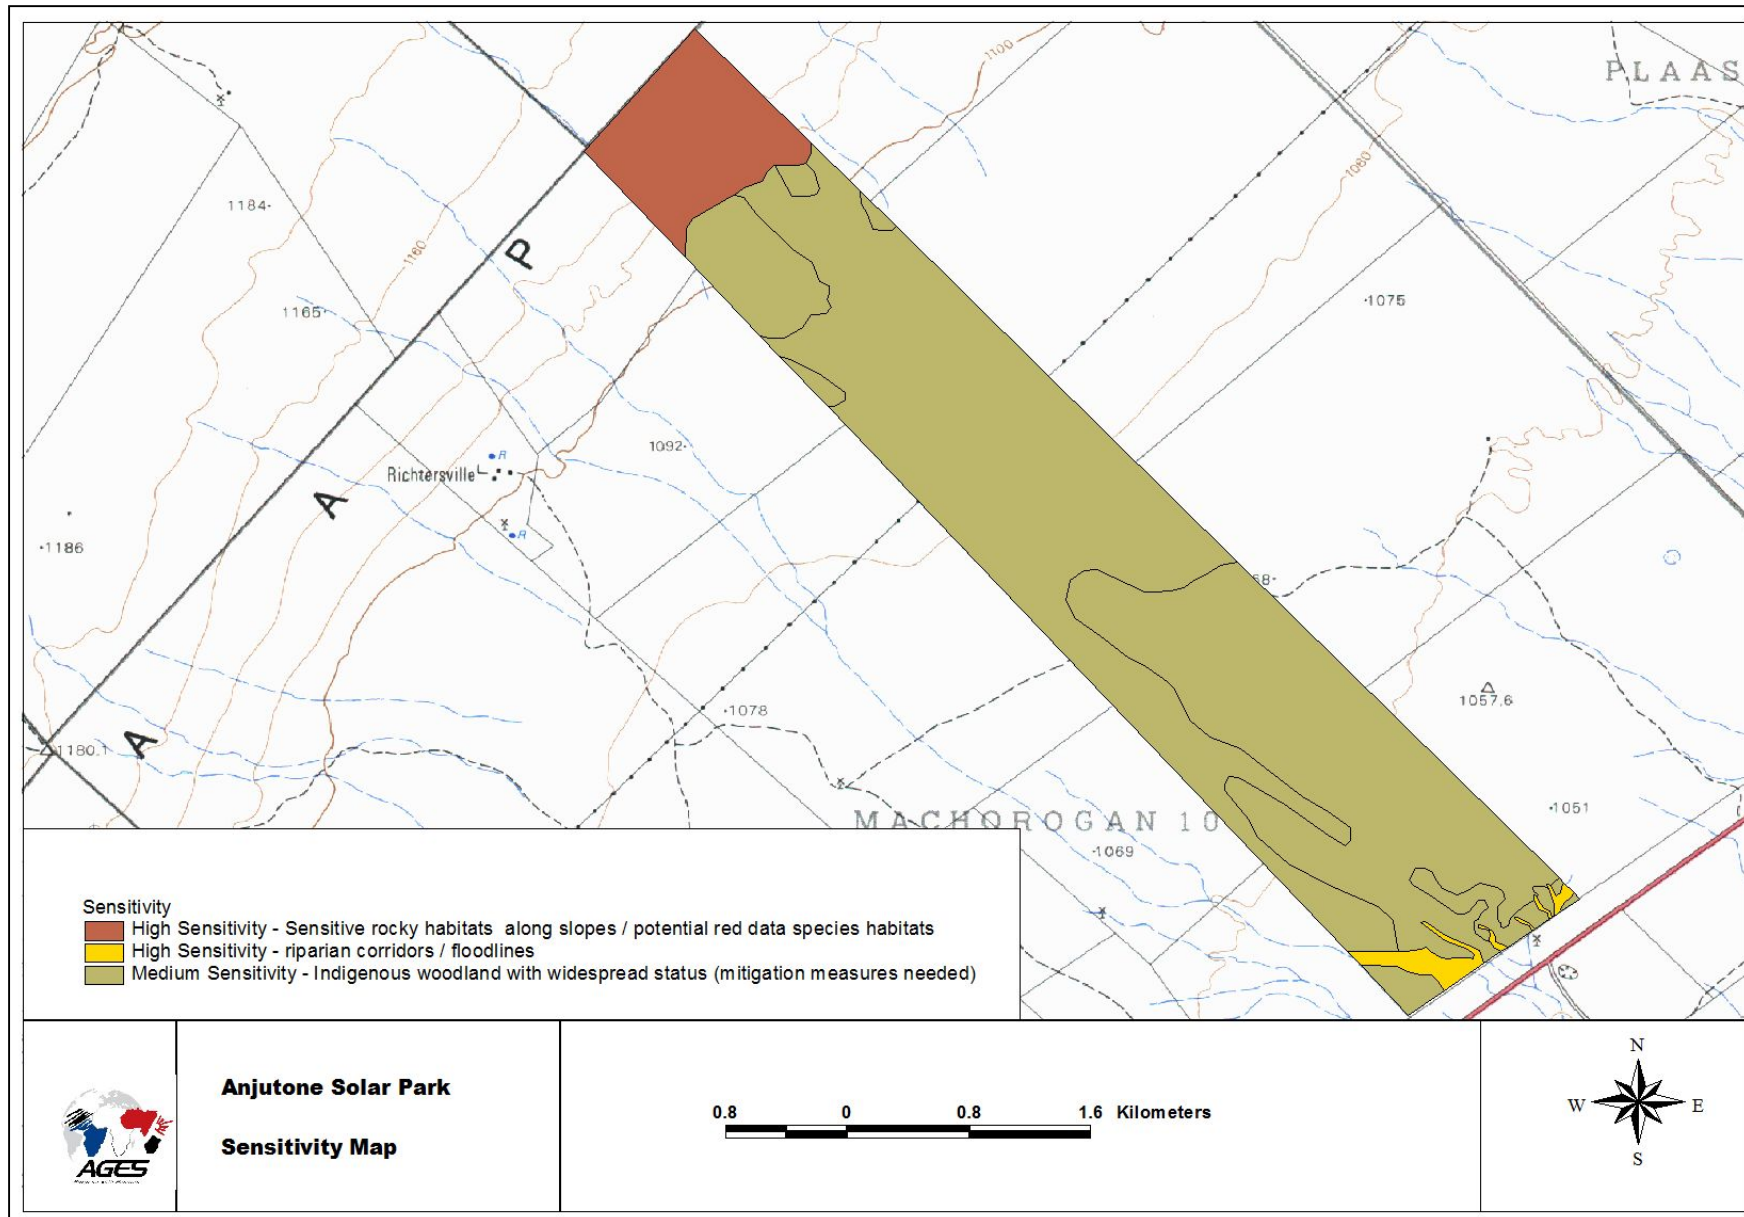 1100
PLAAS
1080
1184
P
1160
1075
1165
1092
R
Richtersville
A
R
1186
58
1057,6
1078
1180.1
A
1051
MACHOROGAN 10
1069
Sensitivity
High Sensitivity - Sensitive rocky habitats along slopes / potential red data species habitats
High Sensitivity - riparian corridors / floodlines
Medium Sensitivity - Indigenous woodland with widespread status (mitigation measures needed)
Anjutone Solar Park
Sensitivity Map
AGES
0.8 0 0.8 1.6 Kilometers
N
W E
S